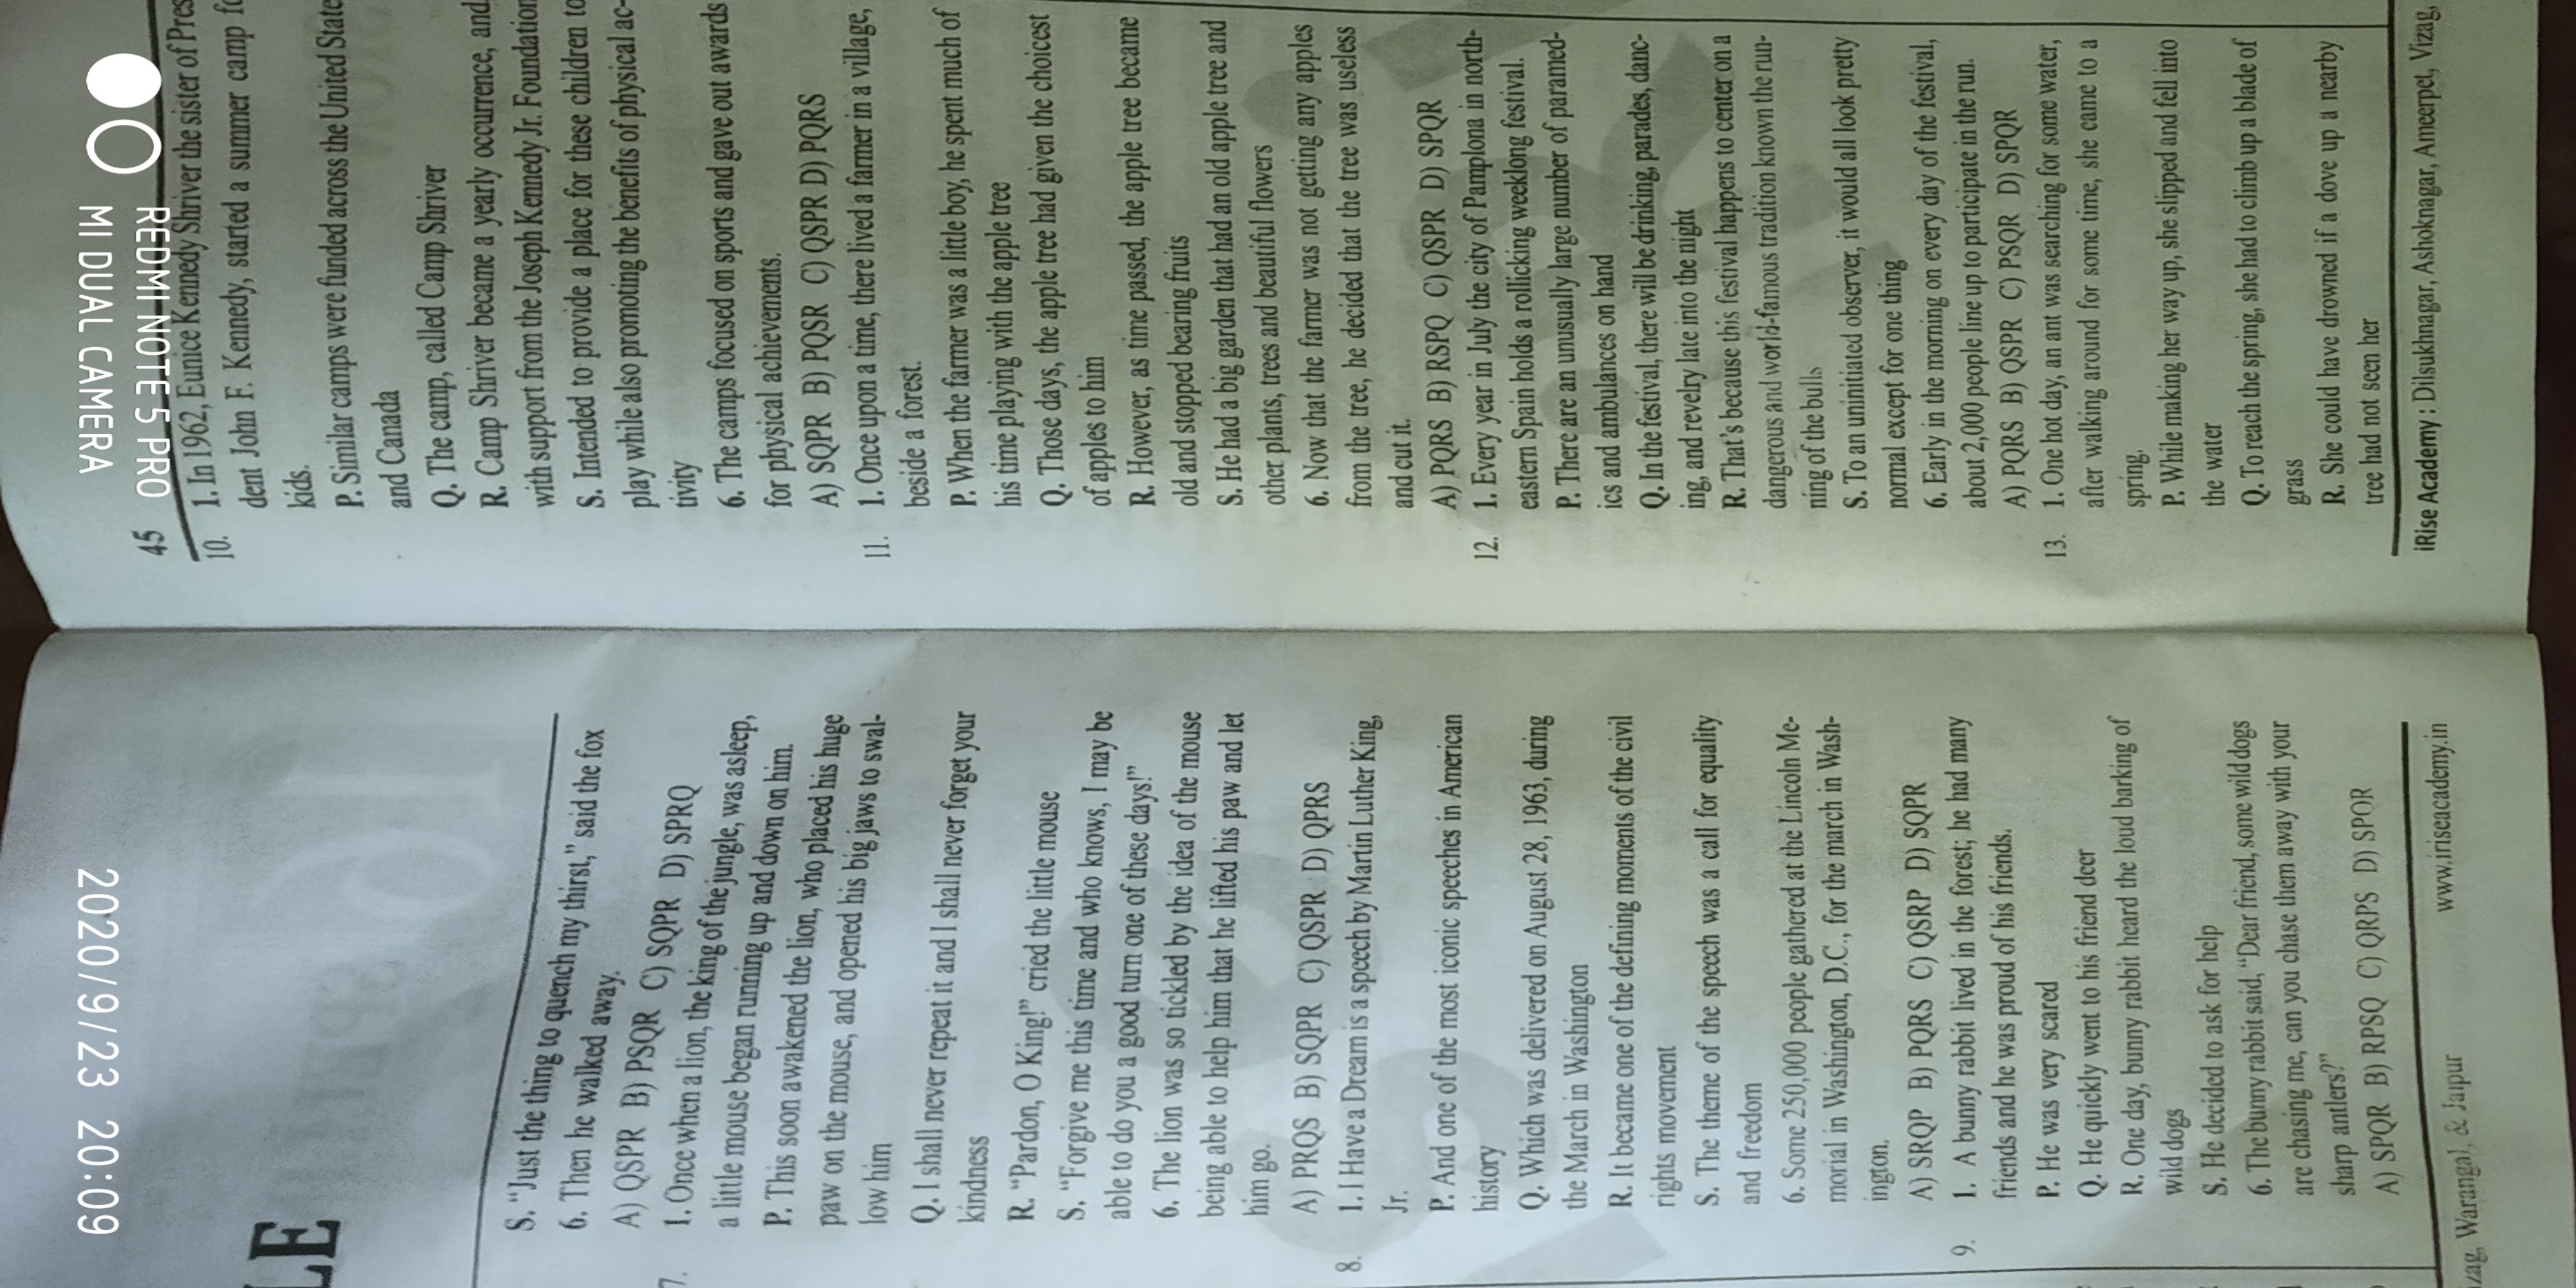 2020/9/23 20:09
REDMI NOTE 5 PRO
MI DUAL CAMERA
LE
S. “Just the thing to quench my thirst,” said the fox
6. Then he walked away.
A) QSPR B) PSQR C) SQPR D) SPRQ
7. 1. Once when a lion, the king of the jungle, was asleep,
a little mouse began running up and down on him.
P. This soon awakened the lion, who placed his huge
paw on the mouse, and opened his big jaws to swal-
low him
Q. I shall never repeat it and I shall never forget your
kindness
R. “Pardon, O King!” cried the little mouse
S. “Forgive me this time and who knows, I may be
able to do you a good turn one of these days!”
6. The lion was so tickled by the idea of the mouse
being able to help him that he lifted his paw and let
him go.
A) PRQS B) SQPR C) QSPR D) QPRS
8. 1. I Have a Dream is a speech by Martin Luther King,
Jr.
P. And one of the most iconic speeches in American
history
Q. Which was delivered on August 28, 1963, during
the March in Washington
R. It became one of the defining moments of the civil
rights movement
S. The theme of the speech was a call for equality
and freedom
6. Some 250,000 people gathered at the Lincoln Me-
morial in Washington, D.C., for the march in Wash-
ington.
A) SRQP B) PQRS C) QSRP D) SQPR
9. 1. A bunny rabbit lived in the forest; he had many
friends and he was proud of his friends.
P. He was very scared
Q. He quickly went to his friend deer
R. One day, bunny rabbit heard the loud barking of
wild dogs
S. He decided to ask for help
6. The bunny rabbit said, “Dear friend, some wild dogs
are chasing me, can you chase them away with your
sharp antlers?”
A) SPQR B) RPSQ C) QRPS D) SPOR
izag, Warangal, & Jaipur www.iriseacademy.in
45
10. 1. In 1962, Eunice Kennedy Shriver the sister of Pres
dent John F. Kennedy, started a summer camp fo
kids.
P. Similar camps were funded across the United State
and Canada
Q. The camp, called Camp Shriver
R. Camp Shriver became a yearly occurrence, and
with support from the Joseph Kennedy Jr. Foundation
S. Intended to provide a place for these children to
play while also promoting the benefits of physical ac-
tivity
6. The camps focused on sports and gave out awards
for physical achievements.
A) SQPR B) PQSR C) QSPR D) PQRS
11. 1. Once upon a time, there lived a farmer in a village,
beside a forest.
P. When the farmer was a little boy, he spent much of
his time playing with the apple tree
Q. Those days, the apple tree had given the choicest
of apples to him
R. However, as time passed, the apple tree became
old and stopped bearing fruits
S. He had a big garden that had an old apple tree and
other plants, trees and beautiful flowers
6. Now that the farmer was not getting any apples
from the tree, he decided that the tree was useless
and cut it.
A) PQRS B) RSPQ C) QSPR D) SPQR
12. 1. Every year in July the city of Pamplona in north-
eastern Spain holds a rollicking weeklong festival.
P. There are an unusually large number of paramed-
ics and ambulances on hand
Q. In the festival, there will be drinking, parades, danc-
ing, and revelry late into the night
R. That's because this festival happens to center on a
dangerous and world-famous tradition known the run-
ning of the bulls
S. To an uninitiated observer, it would all look pretty
normal except for one thing
6. Early in the morning on every day of the festival,
about 2,000 people line up to participate in the run.
A) PQRS B) QSPR C) PSQR D) SPQR
13. 1. One hot day, an ant was searching for some water,
after walking around for some time, she came to a
spring.
P. While making her way up, she slipped and fell into
the water
Q. To reach the spring, she had to climb up a blade of
grass
R. She could have drowned if a dove up a nearby
tree had not seen her
iRise Academy : Dilsukhnagar, Ashoknagar, Ameerpet, Vizag,